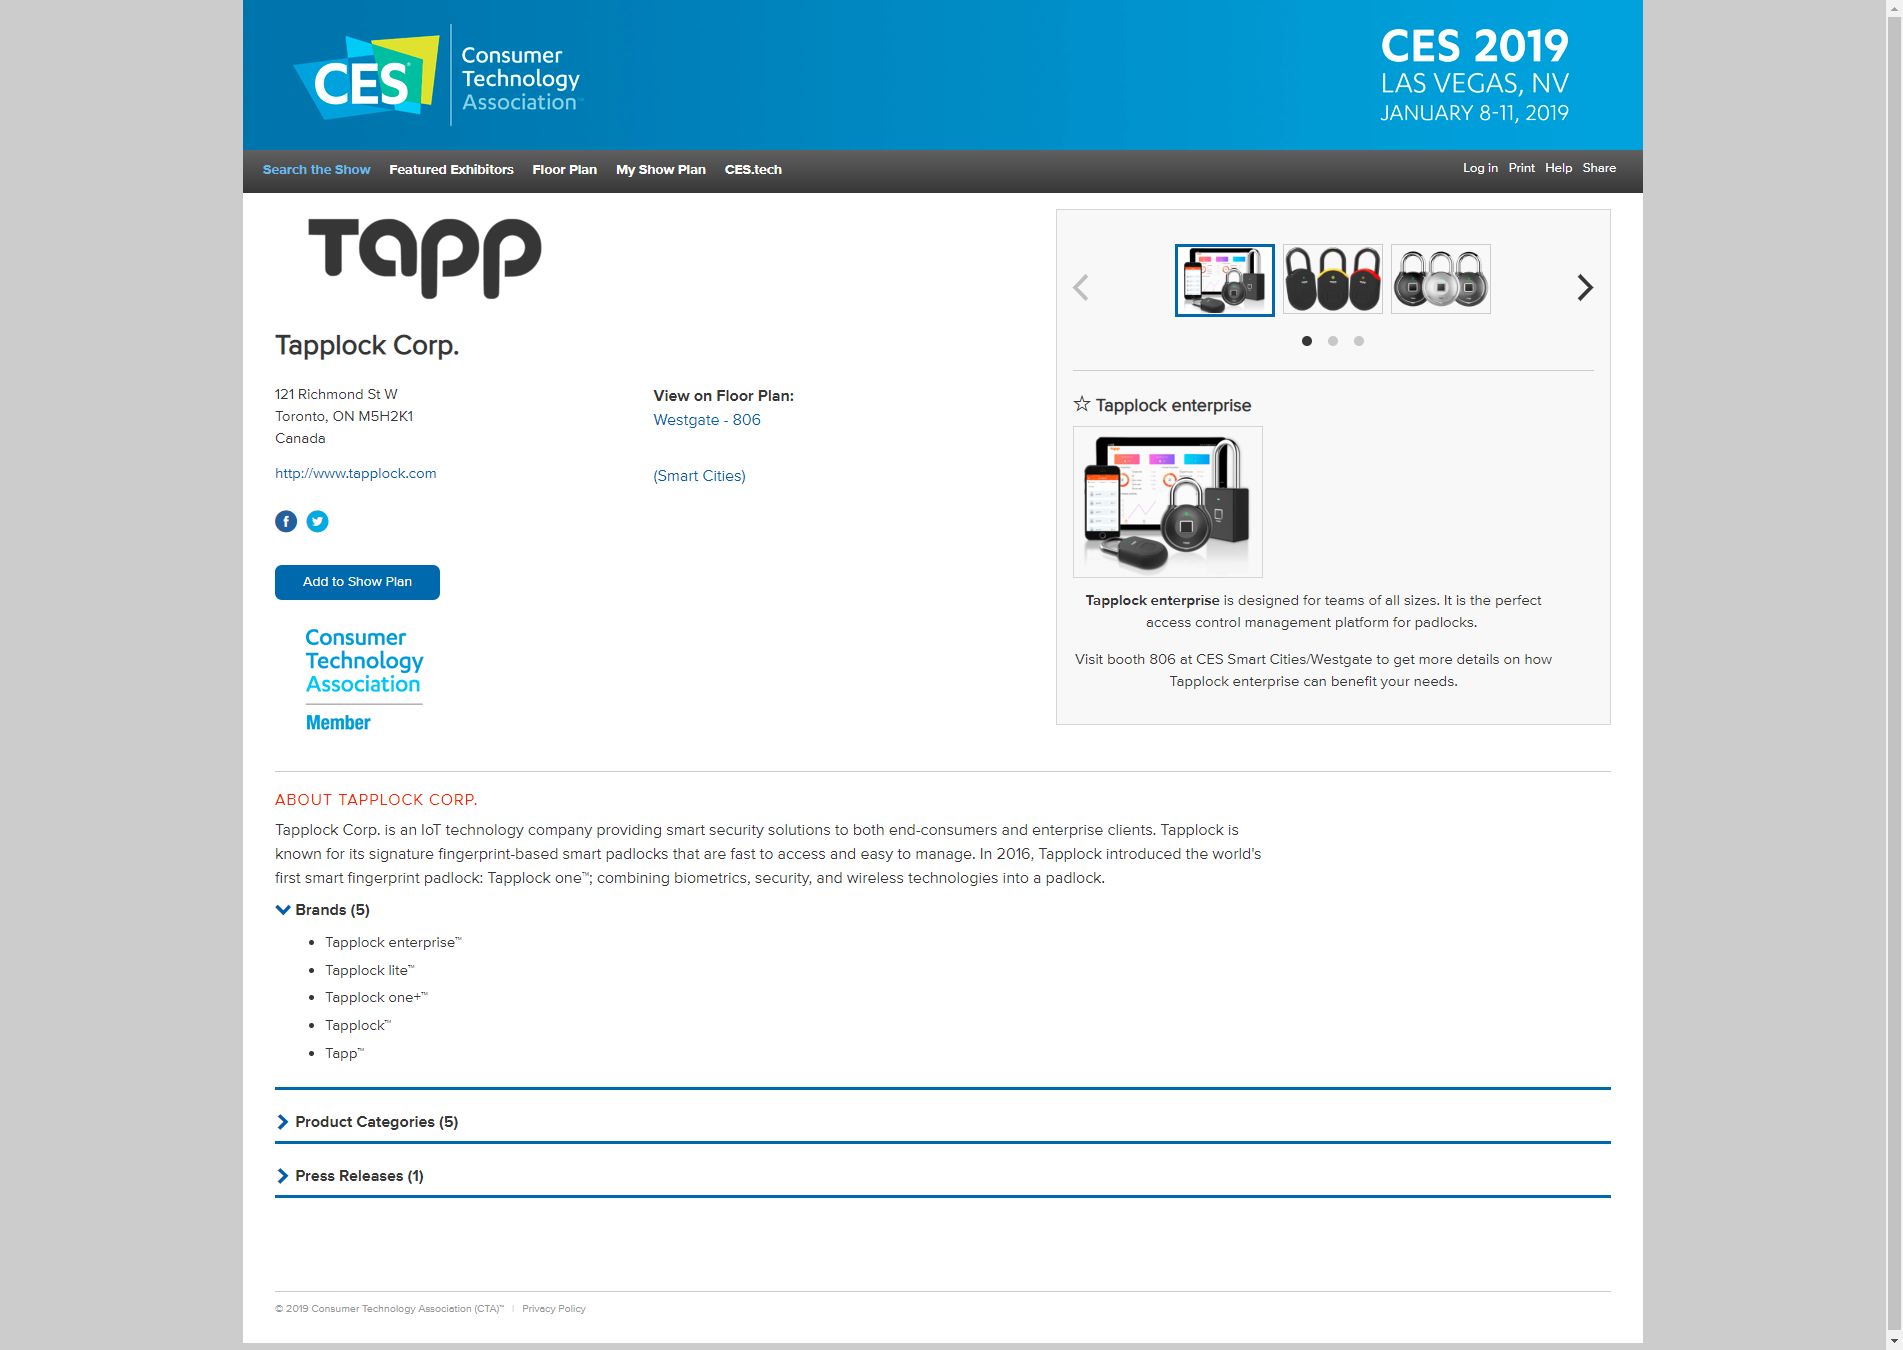 CES
Consumer
Technology
Association
CES 2019
LAS VEGAS, NV
JANUARY 8-11, 2019
Search the Show Featured Exhibitors Floor Plan My Show Plan CES.tech
Log in Print Help Share
Tapp
Tapplock Corp.
121 Richmond St W
Toronto, ON M5H2K1
Canada
http://www.tapplock.com
View on Floor Plan:
Westgate - 806
(Smart Cities)
Add to Show Plan
Consumer
Technology
Association
Member
☆ Tapplock enterprise
Tapplock enterprise is designed for teams of all sizes. It is the perfect
access control management platform for padlocks.
Visit booth 806 at CES Smart Cities/Westgate to get more details on how
Tapplock enterprise can benefit your needs.
ABOUT TAPPLOCK CORP.
Tapplock Corp. is an IoT technology company providing smart security solutions to both end-consumers and enterprise clients. Tapplock is
known for its signature fingerprint-based smart padlocks that are fast to access and easy to manage. In 2016, Tapplock introduced the world's
first smart fingerprint padlock: Tapplock one™; combining biometrics, security, and wireless technologies into a padlock.
Brands (5)
• Tapplock enterprise™
• Tapplock lite™
• Tapplock one+™
• Tapplock™
• Tapp™
Product Categories (5)
Press Releases (1)
© 2019 Consumer Technology Association (CTA)™ | Privacy Policy